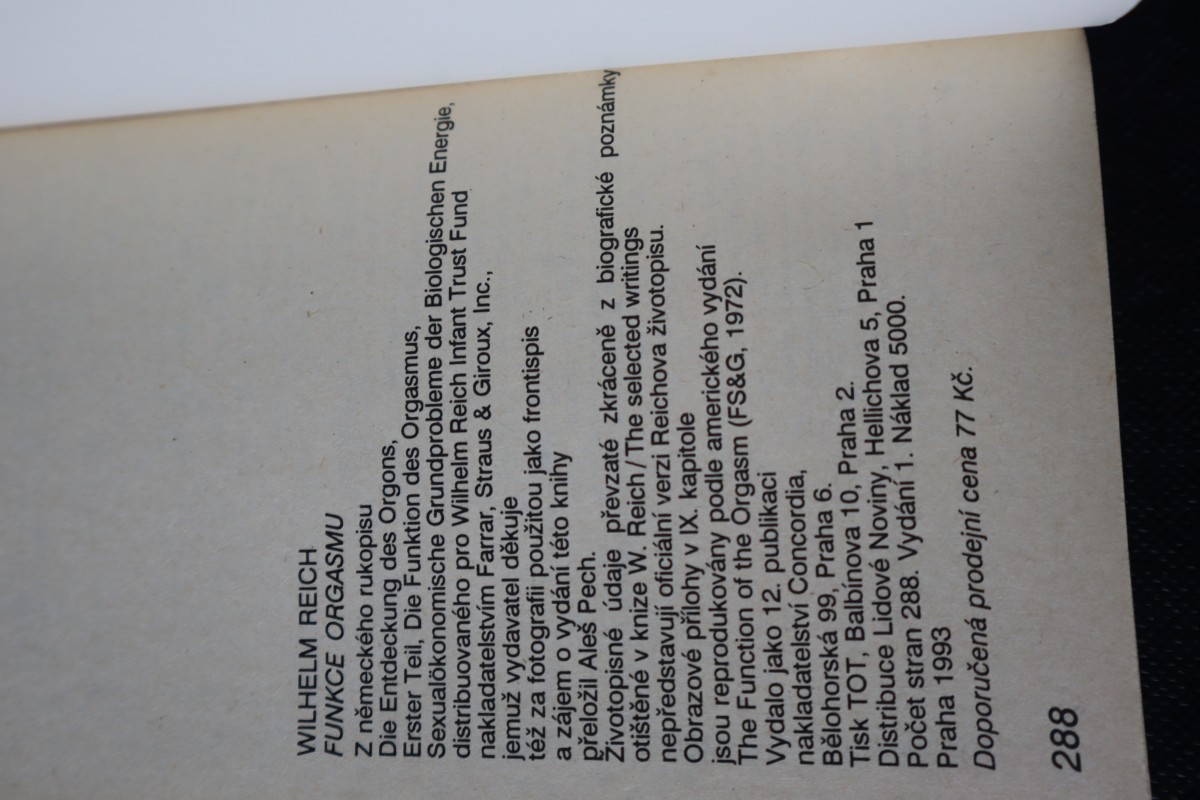 WILHELM REICH
FUNKCE ORGASMU
Z německého rukopisu
Die Entdeckung des Orgons,
Erster Teil, Die Funktion des Orgasmus,
Sexualökonomische Grundprobleme der Biologischen Energie,
distribuovaného pro Wilhelm Reich Infant Trust Fund
nakladatelstvím Farrar, Straus & Giroux, Inc.,
jemuž vydavatel děkuje
též za fotografii použitou jako frontispis
a zájem o vydání této knihy
přeložil Aleš Pech.
Životopisné údaje převzaté zkráceně z biografické poznámky
otištěné v knize W. Reich/The selected writings
nepředstavují oficiální verzi Reichova životopisu.
Obrazové přílohy v IX. kapitole
jsou reprodukovány podle amerického vydání
The Function of the Orgasm (FS&G, 1972).
Vydalo jako 12. publikaci
nakladatelství Concordia,
Bělohorská 99, Praha 6.
Tisk TOT, Balbínova 10, Praha 2.
Distribuce Lidové Noviny, Hellichova 5, Praha 1
Počet stran 288. Vydání 1. Náklad 5000.
Praha 1993
Doporučená prodejní cena 77 Kč.
288